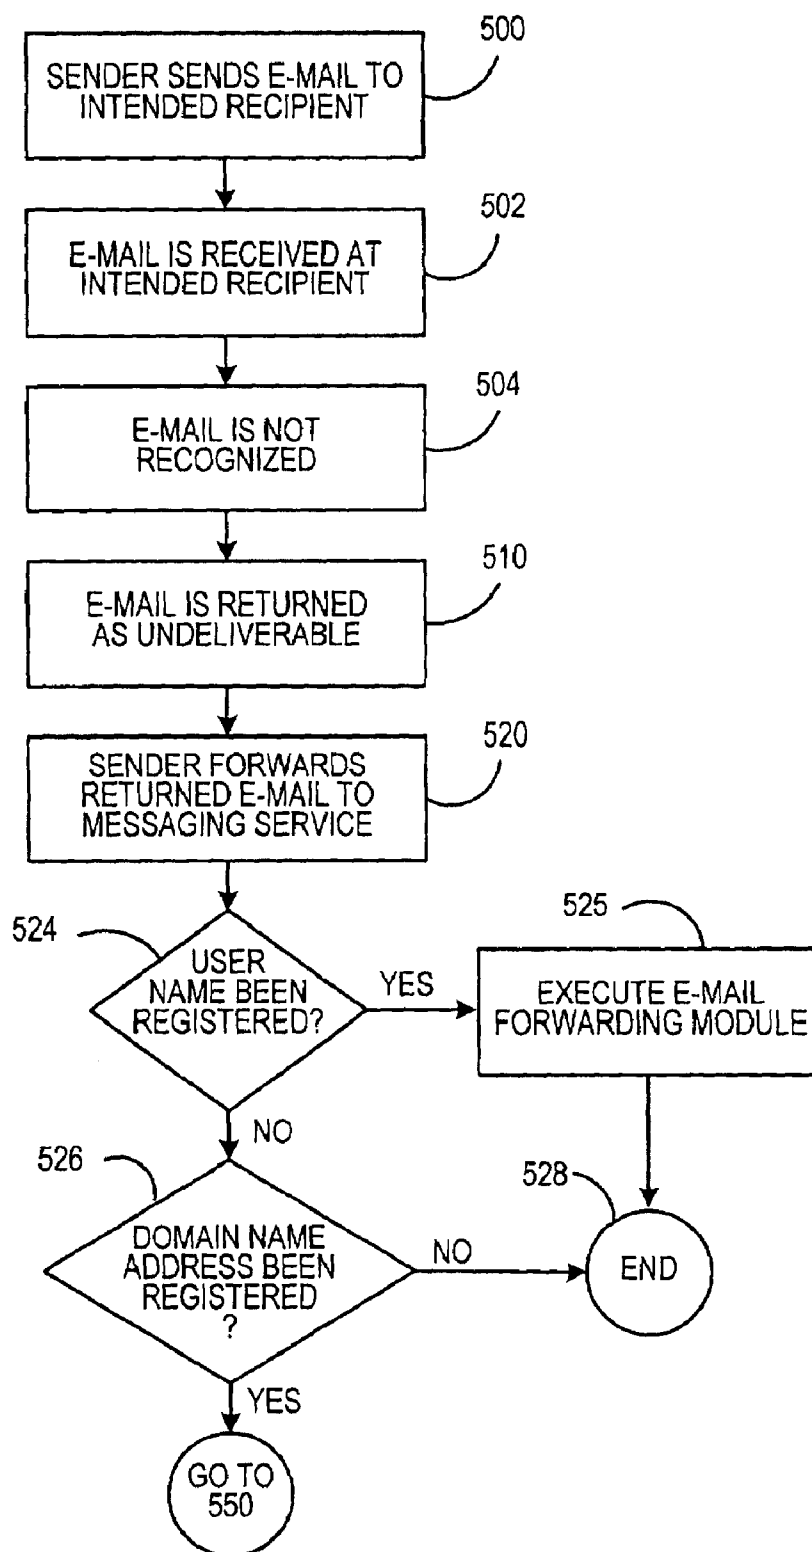 500
SENDER SENDS E-MAIL TO
INTENDED RECIPIENT
502
E-MAIL IS RECEIVED AT
INTENDED RECIPIENT
504
E-MAIL IS NOT
RECOGNIZED
510
E-MAIL IS RETURNED
AS UNDELIVERABLE
520
SENDER FORWARDS
RETURNED E-MAIL TO
MESSAGING SERVICE
524
USER
NAME BEEN
REGISTERED?
YES
525
EXECUTE E-MAIL
FORWARDING MODULE
NO
526
DOMAIN NAME
ADDRESS BEEN
REGISTERED
?
NO
528
END
YES
GO TO
550